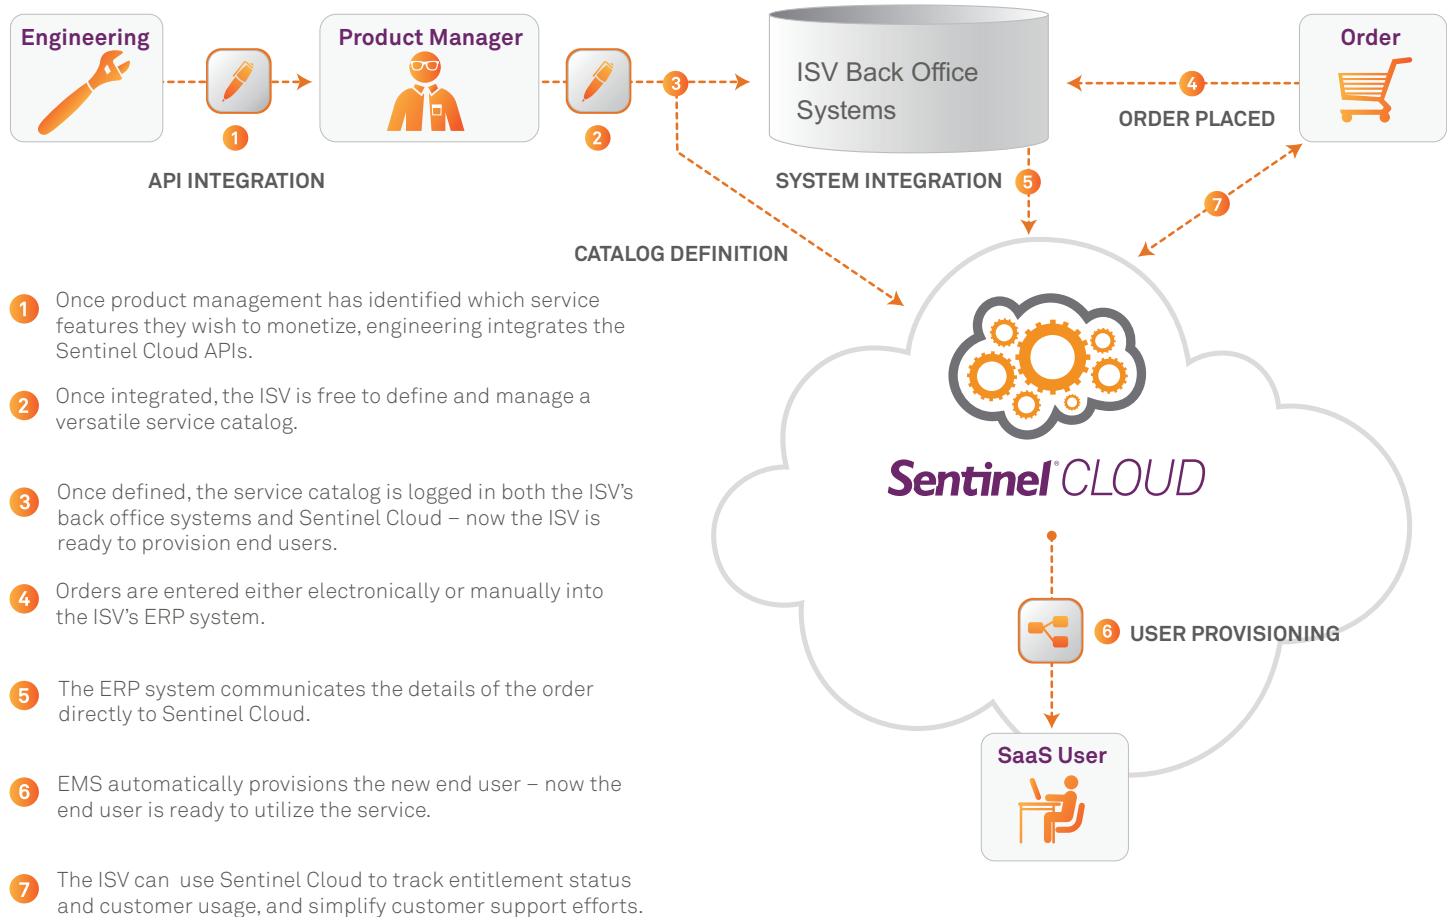 Engineering
Product Manager
ISV Back Office
Systems
Order
1
2
3
4
ORDER PLACED
API INTEGRATION
SYSTEM INTEGRATION
5
7
CATALOG DEFINITION
1 Once product management has identified which service
features they wish to monetize, engineering integrates the
Sentinel Cloud APIs.
2 Once integrated, the ISV is free to define and manage a
versatile service catalog.
3 Once defined, the service catalog is logged in both the ISV’s
back office systems and Sentinel Cloud – now the ISV is
ready to provision end users.
4 Orders are entered either electronically or manually into
the ISV’s ERP system.
5 The ERP system communicates the details of the order
directly to Sentinel Cloud.
6 EMS automatically provisions the new end user – now the
end user is ready to utilize the service.
7 The ISV can use Sentinel Cloud to track entitlement status
and customer usage, and simplify customer support efforts.
Sentinel® CLOUD
6 USER PROVISIONING
SaaS User